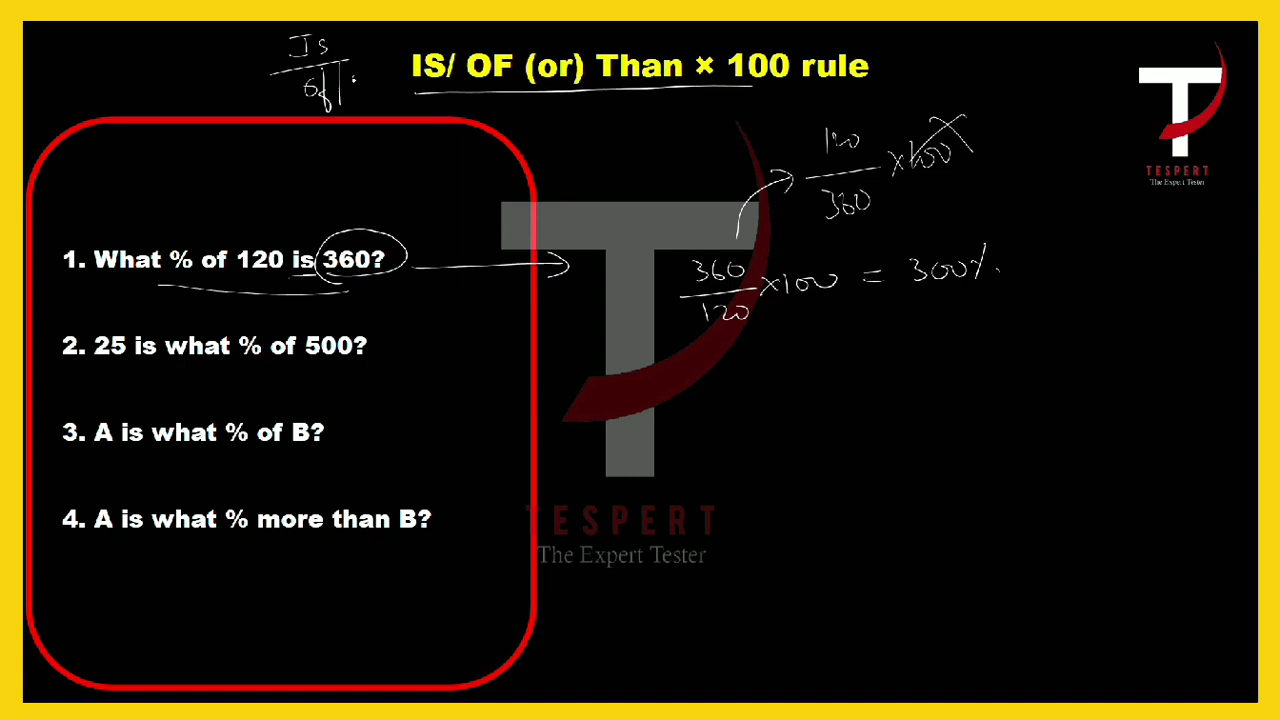 Is
Of
IS/ OF (or) Than × 100 rule
TESPERT
The Expert Tester
120
360
×100
1. What % of 120 is 360?
360
120
×100 = 300%.
2. 25 is what % of 500?
3. A is what % of B?
4. A is what % more than B?
TESPERT
The Expert Tester